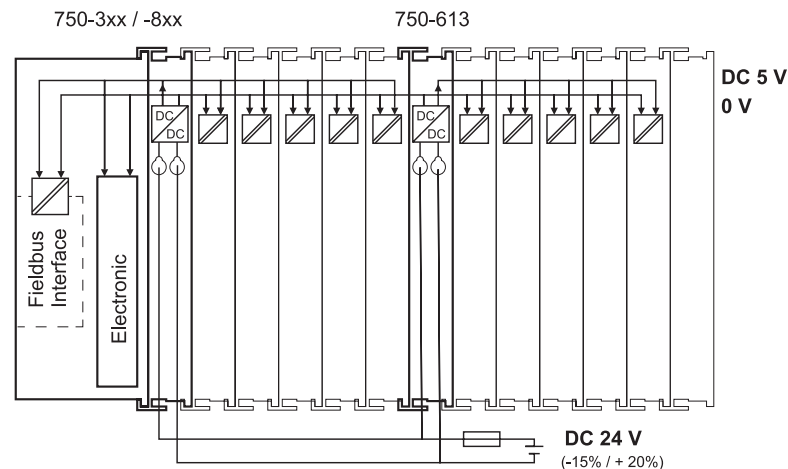 750-3xx / -8xx
750-613
DC 5 V
0 V
DC
DC
DC
DC
Fieldbus
Interface
Electronic
DC 24 V
(-15% / + 20%)